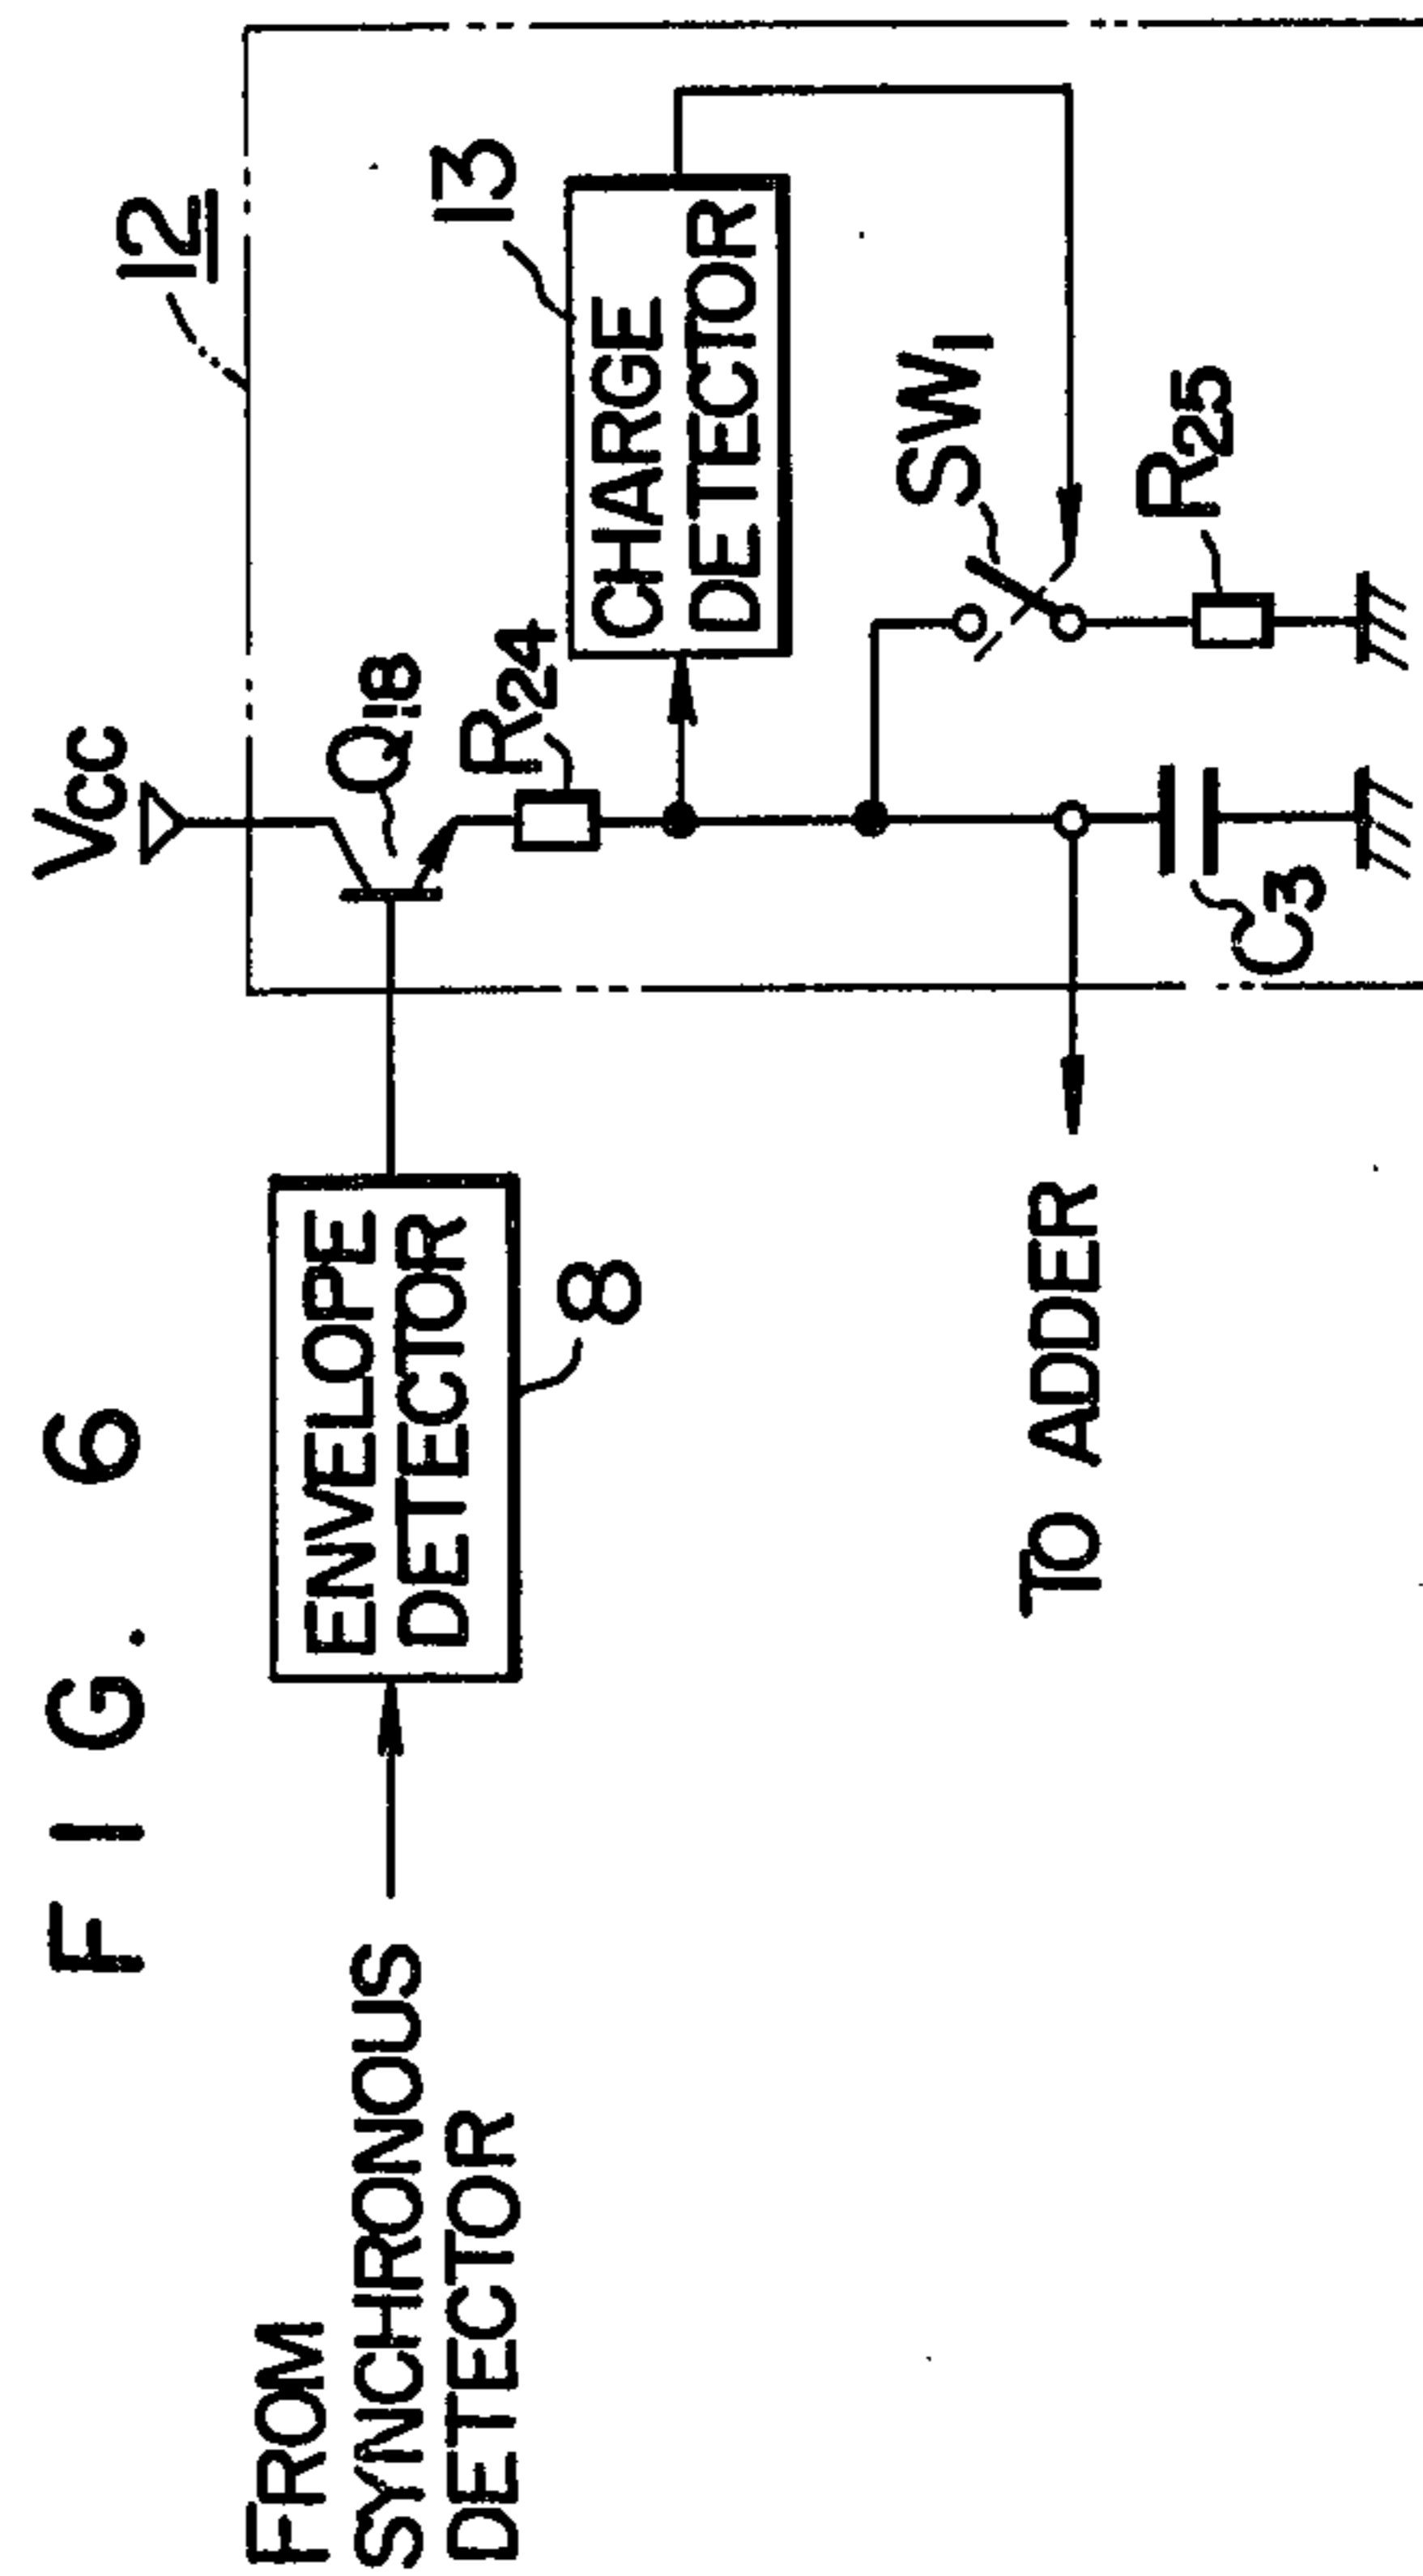 FIG. 6
FROM
SYNCHRONOUS
DETECTOR
ENVELOPE
DETECTOR
8
VCC
12
Q18
R24
13
CHARGE
DETECTOR
SW1
R25
C3
TO ADDER